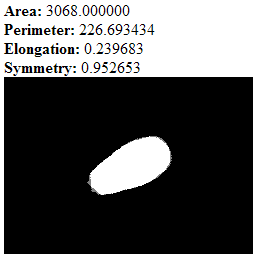 Area: 3068.000000
Perimeter: 226.693434
Elongation: 0.239683
Symmetry: 0.952653